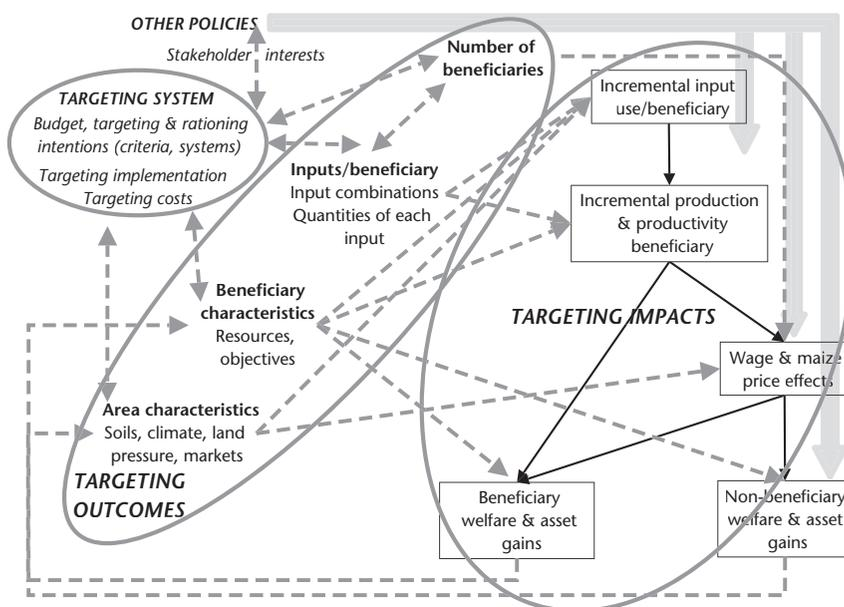 OTHER POLICIES
Stakeholder interests
TARGETING SYSTEM
Budget, targeting & rationing
intentions (criteria, systems)
Targeting implementation
Targeting costs
Number of
beneficiaries
Inputs/beneficiary
Input combinations
Quantities of each
input
Beneficiary
characteristics
Resources,
objectives
Area characteristics
Soils, climate, land
pressure, markets
TARGETING
OUTCOMES
Incremental input
use/beneficiary
Incremental production
& productivity
beneficiary
TARGETING IMPACTS
Wage & maize
price effects
Beneficiary
welfare & asset
gains
Non-beneficiary
welfare & asset
gains